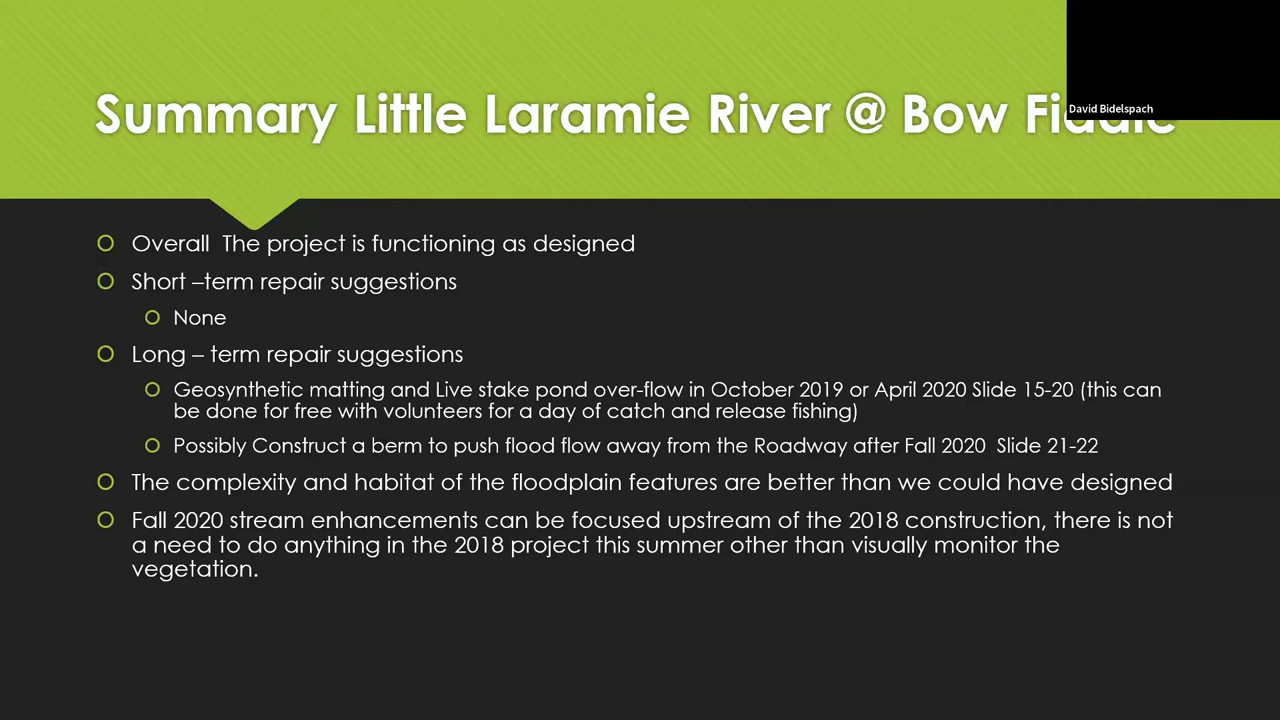 Summary Little Laramie River @ Bow
David Bidelspach
Overall  The project is functioning as designed
Short –term repair suggestions
None
Long – term repair suggestions
Geosynthetic matting and Live stake pond over-flow in October 2019 or April 2020 Slide 15-20 (this can
be done for free with volunteers for a day of catch and release fishing)
Possibly Construct a berm to push flood flow away from the Roadway after Fall 2020  Slide 21-22
The complexity and habitat of the floodplain features are better than we could have designed
Fall 2020 stream enhancements can be focused upstream of the 2018 construction, there is not
a need to do anything in the 2018 project this summer other than visually monitor the
vegetation.